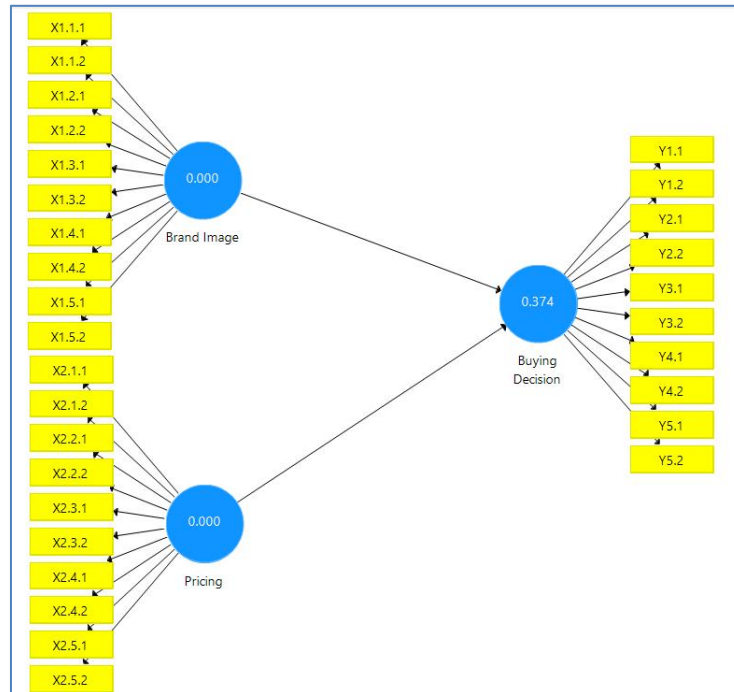 X1.1.1
X1.1.2
X1.2.1
X1.2.2
X1.3.1
X1.3.2
X1.4.1
X1.4.2
X1.5.1
X1.5.2
0.000
Brand Image
X2.1.1
X2.1.2
X2.2.1
X2.2.2
X2.3.1
X2.3.2
X2.4.1
X2.4.2
X2.5.1
X2.5.2
0.000
Pricing
0.374
Buying
Decision
Y1.1
Y1.2
Y2.1
Y2.2
Y3.1
Y3.2
Y4.1
Y4.2
Y5.1
Y5.2